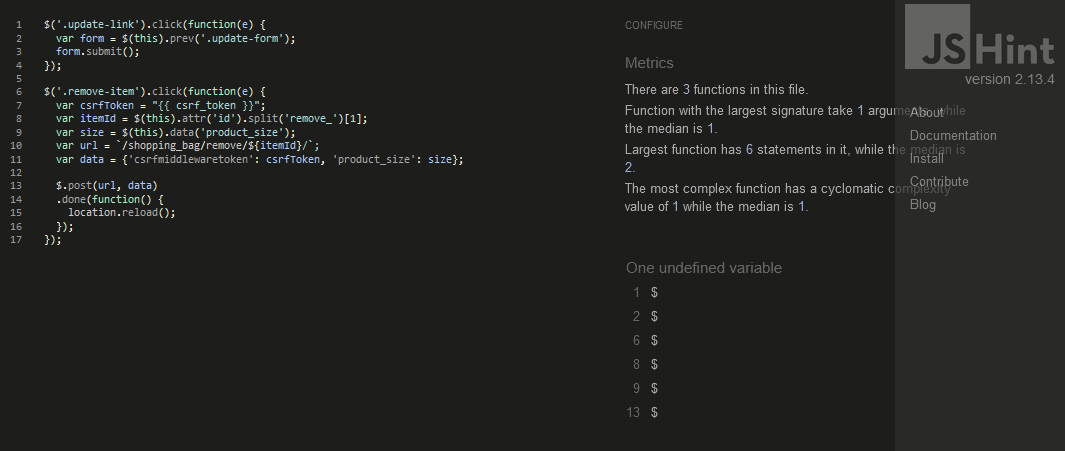 1 $('.update-link').click(function(e) {
2 var form = $(this).prev('.update-form');
3 form.submit();
4 });
5
6 $('.remove-item').click(function(e) {
7 var csrfToken = "{{ csrf_token }}";
8 var itemId = $(this).attr('id').split('remove_')[1];
9 var size = $(this).data('product_size');
10 var url = `/shopping_bag/remove/${itemId}/`;
11 var data = {'csrfmiddlewaretoken': csrfToken, 'product_size': size};
12
13 $.post(url, data)
14 .done(function() {
15 location.reload();
16 });
17 });
CONFIGURE
Metrics
There are 3 functions in this file.
Function with the largest signature take 1 arguments, while
the median is 1.
Largest function has 6 statements in it, while the median is
2.
The most complex function has a cyclomatic complexity
value of 1 while the median is 1.
One undefined variable
1 $
2 $
6 $
8 $
9 $
13 $
JSHint
version 2.13.4
About
Documentation
Install
Contribute
Blog